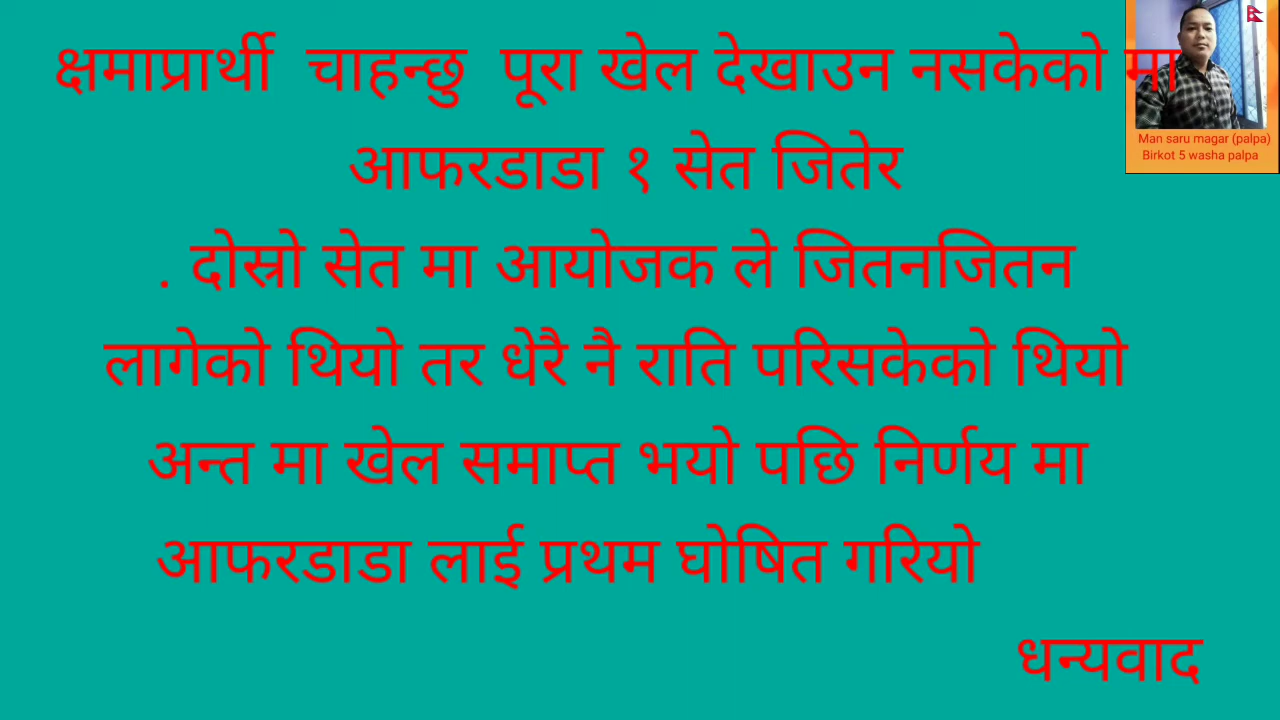 क्षमाप्रार्थी चाहन्छु पूरा खेल देखाउन नसकेको मा
आफरडाडा १ सेत जितेर
. दोस्रो सेत मा आयोजक ले जितनजितन
लागेको थियो तर धेरै नै राति परिसकेको थियो
अन्त मा खेल समाप्त भयो पछि निर्णय मा
आफरडाडा लाई प्रथम घोषित गरियो
धन्यवाद
Man saru magar (palpa)
Birkot 5 washa palpa